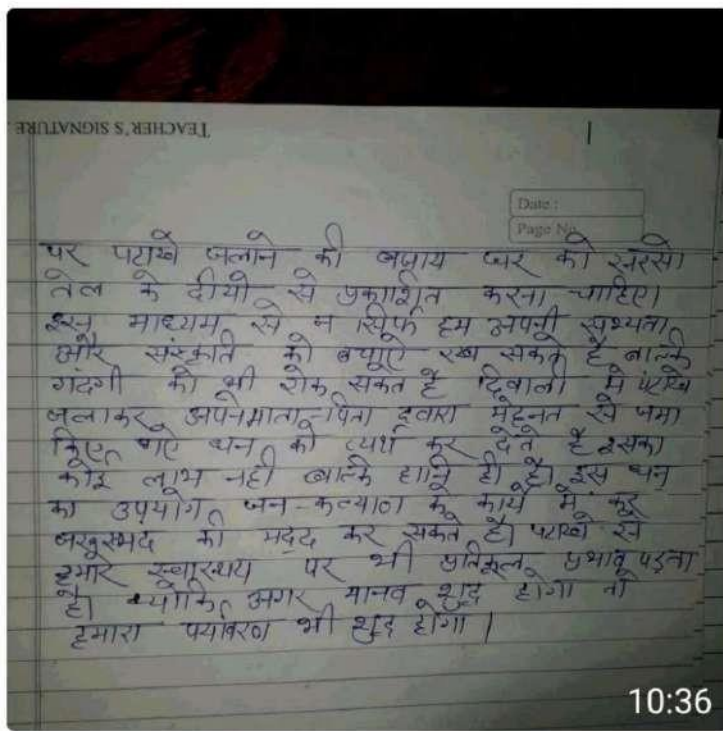 TEACHER'S SIGNATURE
Date :
Page No.
पर पटाखे जलाने की बजाय घर को सरसो
तेल के दीयो से प्रकाशित करना चाहिए।
इस माध्यम से न सिर्फ हम अपनी सभ्यता
और संस्कृति को बचाऐ रख सकते है बल्कि
गंदगी को भी रोक सकते है दिवाली मे पटाखे
जलाकर अपने माता-पिता द्वारा मेहनत से जमा
किए गए धन को व्यर्थ कर देते है इसका
कोई लाभ नही बल्कि हानि ही है। इस धन
का उपयोग जन-कल्याण के कार्य में कर
जरूरमद की मदद कर सकते है। पटाखे से
हमारे स्वास्थय पर भी प्रतिकूल प्रभाव पड़ता
है। क्योकि अगर मानव शुद्ध होगा तो
हमारा पर्यावरण भी शुद्ध होगा |
10:36